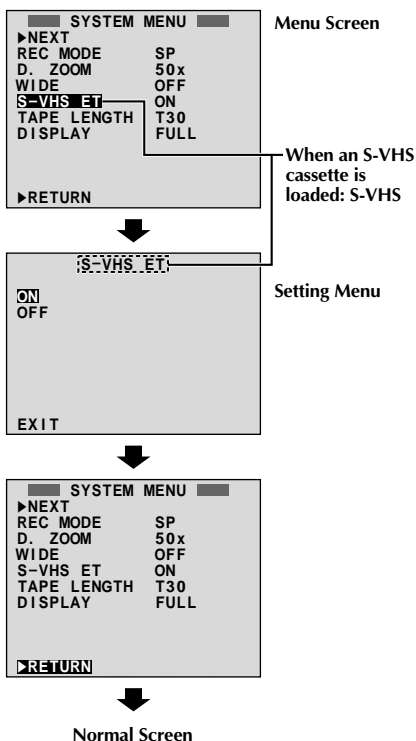 SYSTEM MENU
▶NEXT
REC MODE SP
D. ZOOM 50x
WIDE OFF
S–VHS ET ON
TAPE LENGTH T30
DISPLAY FULL
▶RETURN
Menu Screen
When an S-VHS
cassette is
loaded: S-VHS
S–VHS ET
ON
OFF
EXIT
Setting Menu
SYSTEM MENU
▶NEXT
REC MODE SP
D. ZOOM 50x
WIDE OFF
S–VHS ET ON
TAPE LENGTH T30
DISPLAY FULL
▶RETURN
Normal Screen